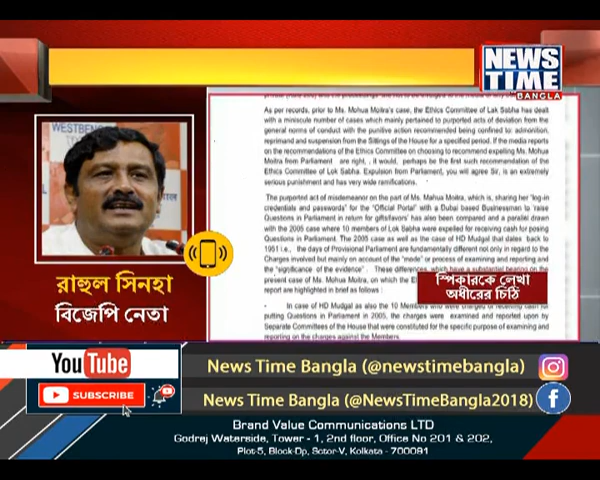 NEWS
TIME
BANGLA
WESTBENG
As per records, prior to Ms. Mohua Moitra's case, the Ethics Committee of Lak Sabha has dealt
with a miniscule number of cases which mainly pertained to purported acts of deviation from the
general norms of conduct with the punitive action recommended being confined to: admonition,
reprimand and suspension from the Sittings of the House for a specified period. If the media reports
on the recommendations of the Ethics Committee on choosing to recommend expelling Ms. Mohua
Moitra from Parliament are right, it would, perhaps be the first such recommendation of the
Ethics Committee of Lok Sabha. Expulsion from Parliament, you will agree Sir, is an extremely
serious punishment and has very wide ramifications.
The purported act of misdemeanor on the part of Ms. Mahua Moitra, which is, sharing her "log-in
credentials and passwords" for the "Official Portal" with a Dubai based Businessman to 'raise
Questions in Parliament in return for gifts/favors' has also been compared and a parallel drawn
with the 2005 case where 10 members of Lok Sabha were expelled for receiving cash for posing
Questions in Parliament. The 2005 case as well as the case of HD Mudgal that dates back to
1951 i.e., the days of Provisional Parliament are fundamentally different not only in regard to the
Charges involved but mainly on account of the "mode" or process of examining and reporting and
the "significance of the evidence". These differences, which have a substantial bearing on the
present case of Ms. Mahua Moitra, on which the E
report are highlighted in brief as follows :
স্পিকারকে লেখা
অধীরের চিঠি
- In case of HD Mudgal as also the 10 Members who were charged of receiving cash for
putting Questions in Parliament in 2005, the charges were examined and reported upon by
Separate Committees of the House that were constituted for the specific purpose of examining and
reporting on the charges against the Members.
রাহুল সিনহা
বিজেপি নেতা
YouTube
SUBSCRIBE
News Time Bangla (@newstimebangla)
News Time Bangla (@NewsTimeBangla2018)
Brand Value Communications LTD
Godrej Waterside, Tower - 1, 2nd floor, Office No 201 & 202,
Plot-5, Block-Dp, Sctor-V, Kolkata - 700091